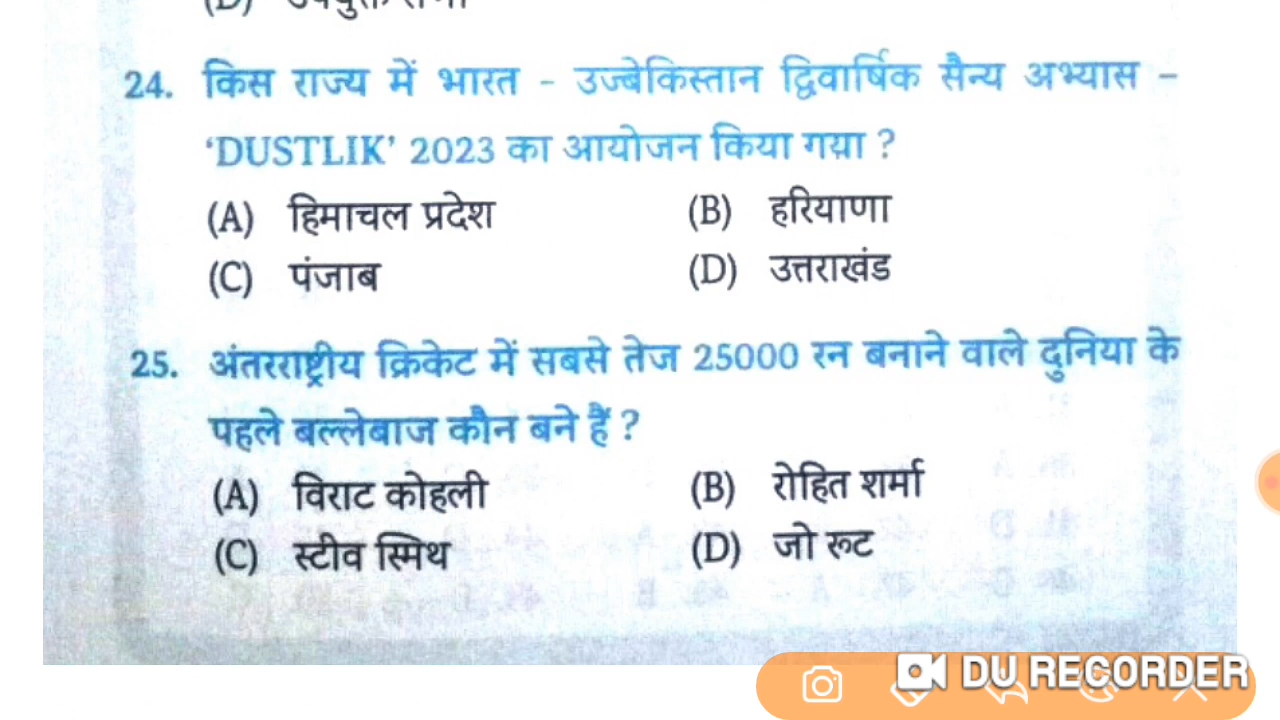 24. किस राज्य में भारत - उज्बेकिस्तान द्विवार्षिक सैन्य अभ्यास -
'DUSTLIK' 2023 का आयोजन किया गया ?
(A) हिमाचल प्रदेश (B) हरियाणा
(C) पंजाब (D) उत्तराखंड
25. अंतरराष्ट्रीय क्रिकेट में सबसे तेज 25000 रन बनाने वाले दुनिया के
पहले बल्लेबाज कौन बने हैं ?
(A) विराट कोहली (B) रोहित शर्मा
(C) स्टीव स्मिथ (D) जो रूट
DU RECORDER